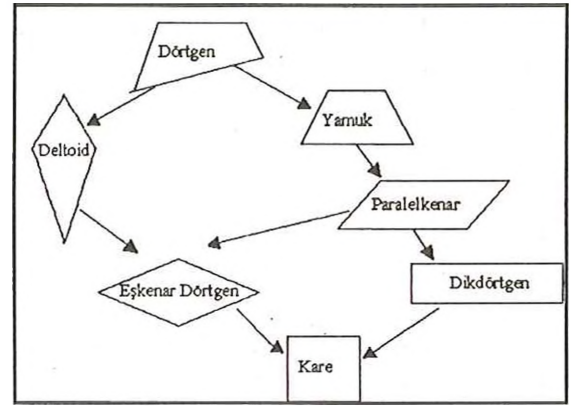 Dörtgen
Yamuk
Deltoid
Paralelkenar
Eşkenar Dörtgen
Dikdörtgen
Kare